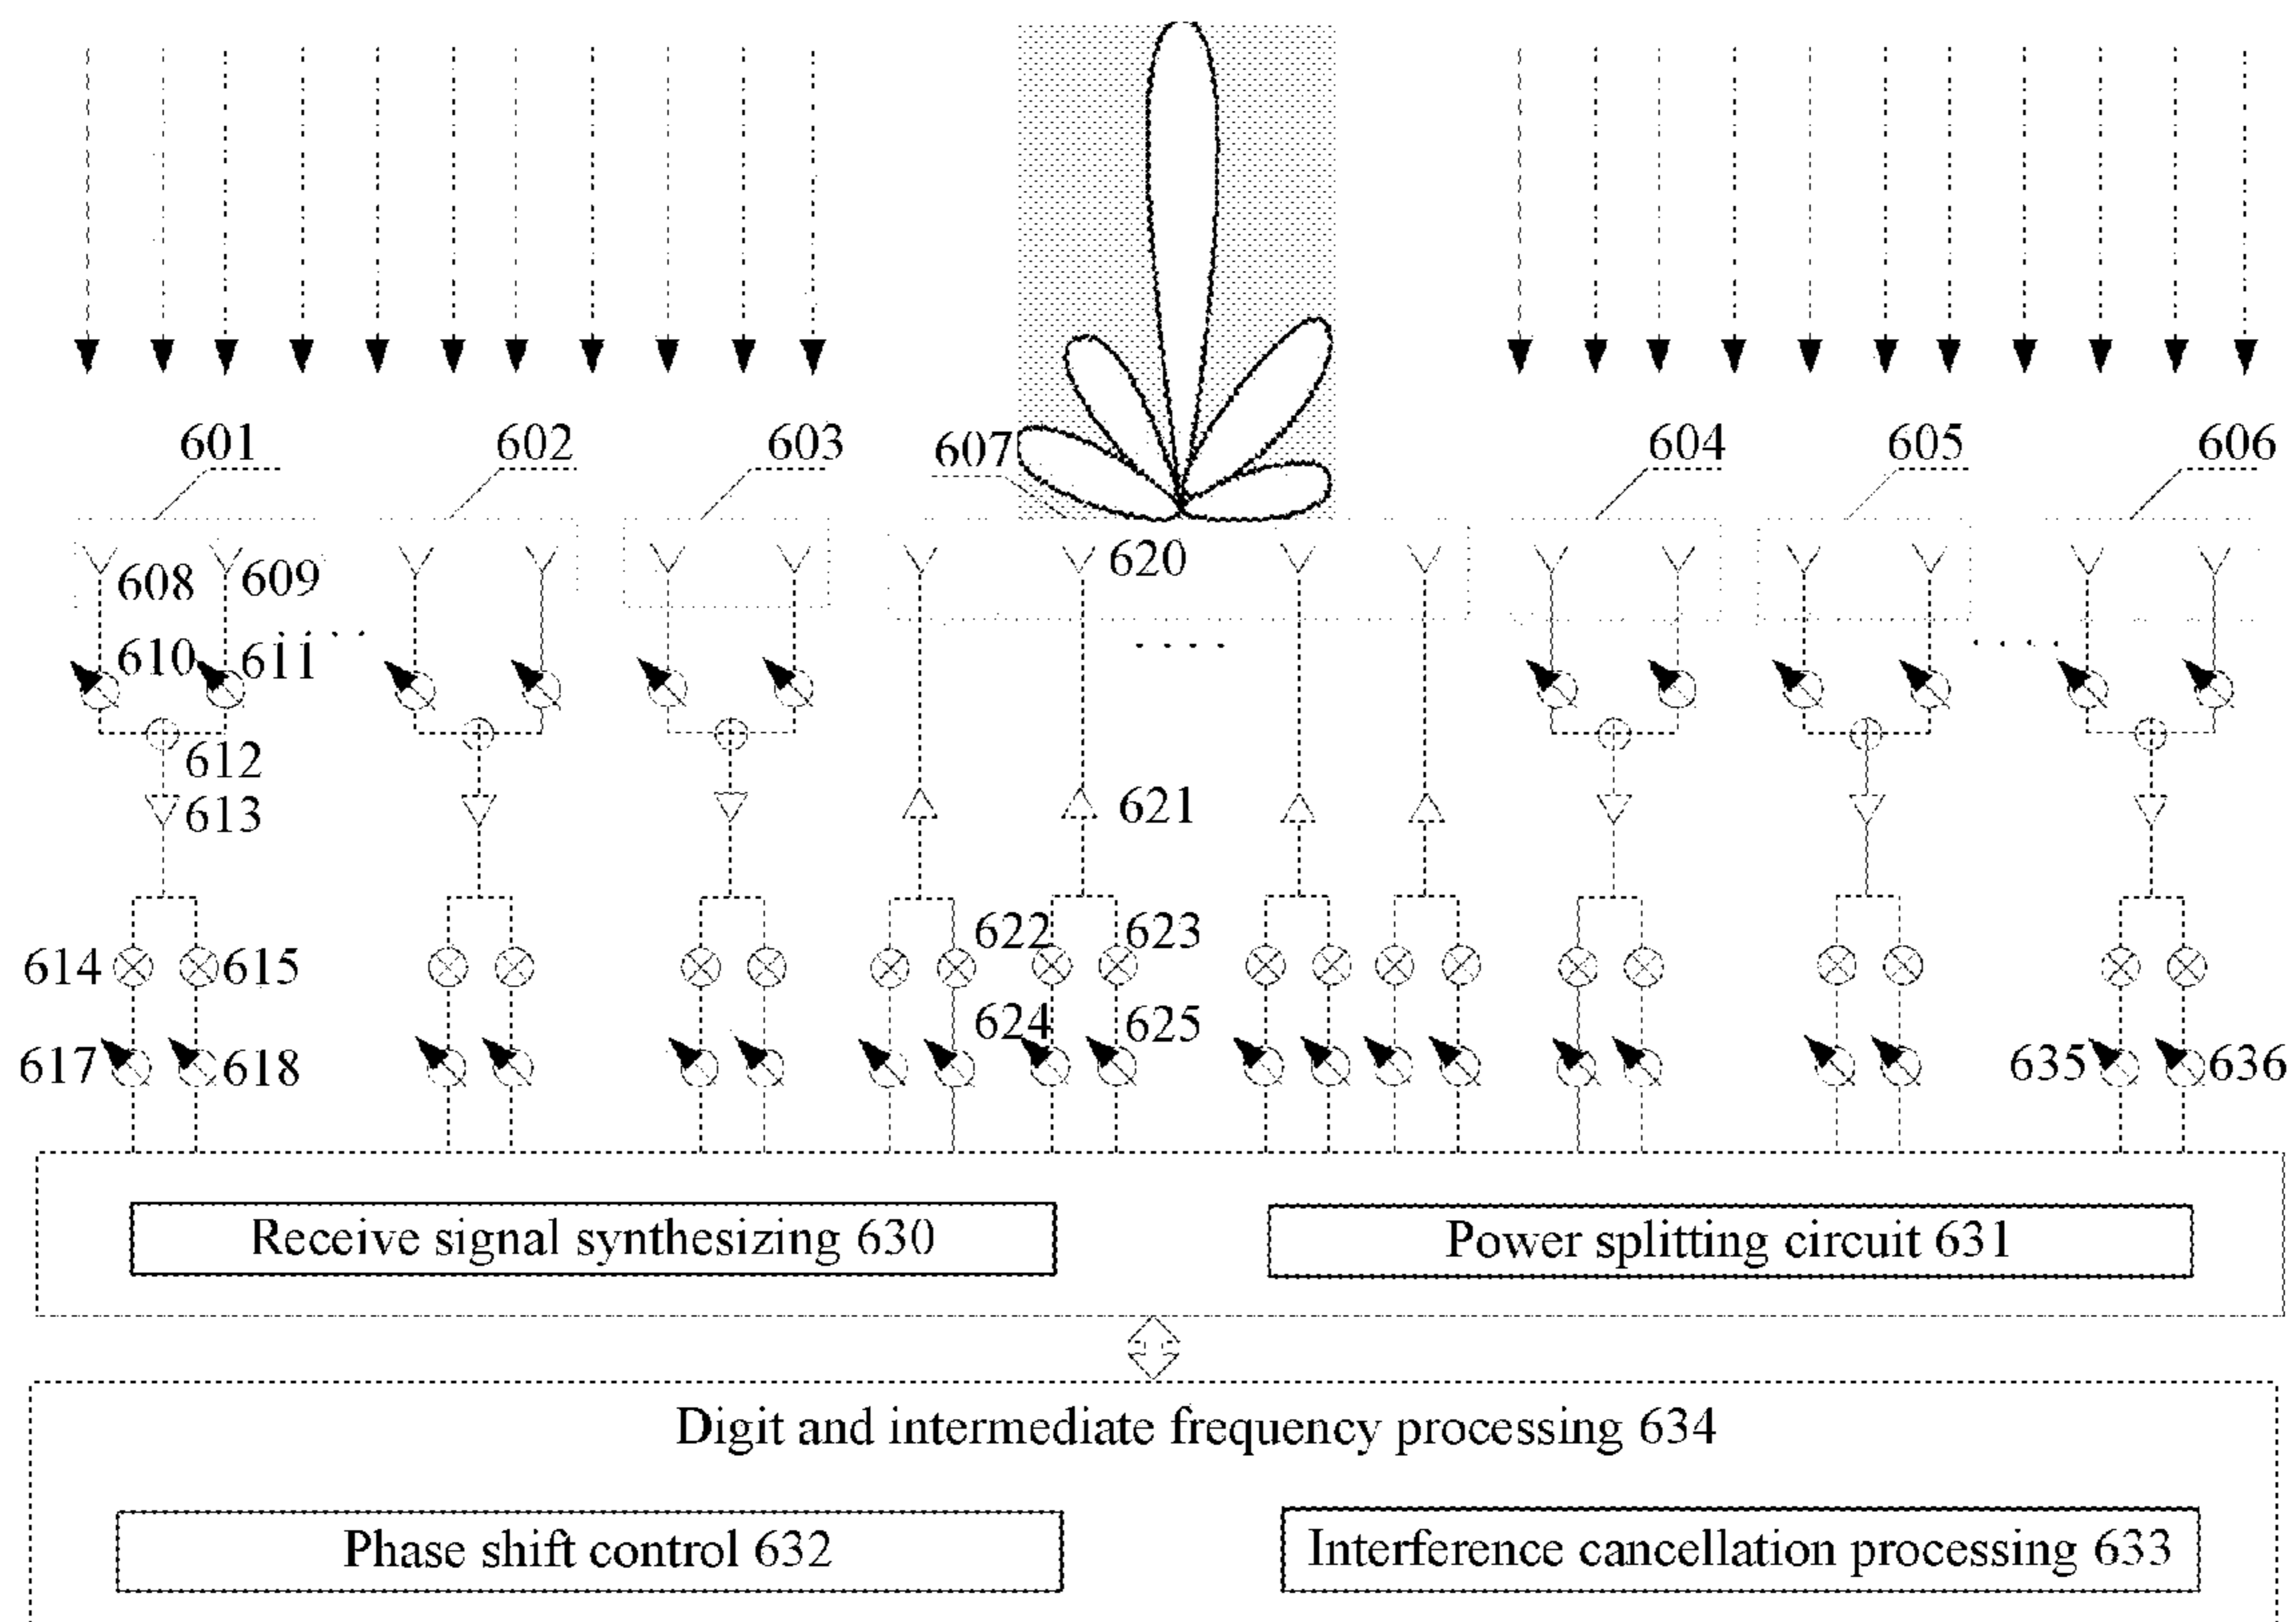 601 602 603 607 604 605 606
608 609 620
610 611
612
613 621
622 623
614 615
624 625
617 618 635 636
Receive signal synthesizing 630 Power splitting circuit 631
Digit and intermediate frequency processing 634
Phase shift control 632 Interference cancellation processing 633